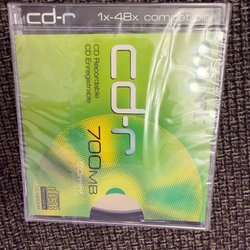 cd-r 1x-48x compatible
cd-r
CD Recordable
CD Enregistrable
700MB